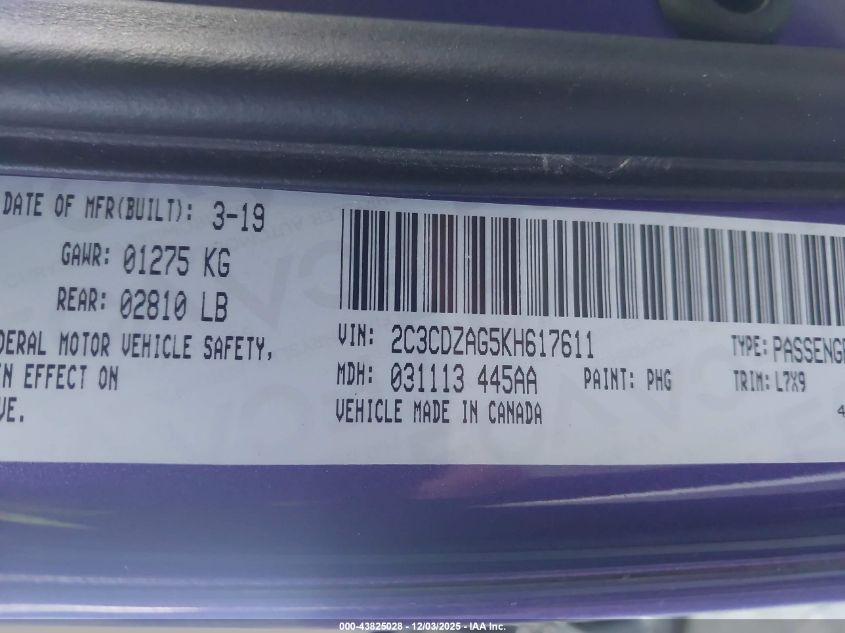 DATE OF MFR(BUILT): 3-19
GAWR: 01275 KG
REAR: 02810 LB
DERAL MOTOR VEHICLE SAFETY,
N EFFECT ON
VE.
VIN: 2C3CDZAG5KH617611
TYPE: PASSENG
MDH: 031113 445AA
PAINT: PHG
TRIM: L7X9
VEHICLE MADE IN CANADA
4
000-43825028 - 12/03/2025 - IAA Inc.